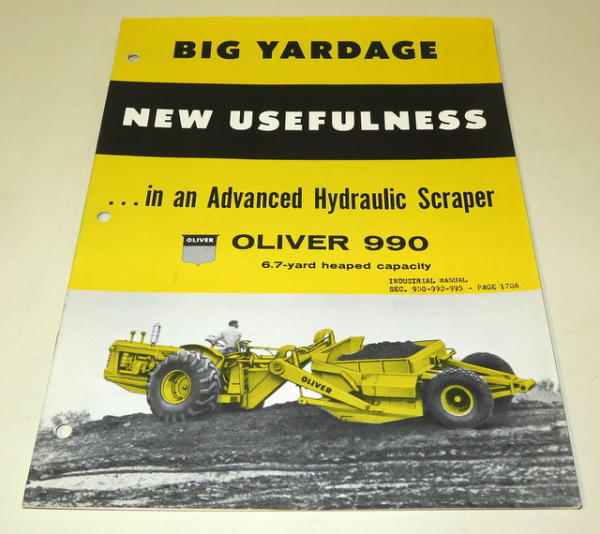 BIG YARDAGE
NEW USEFULNESS
...in an Advanced Hydraulic Scraper
OLIVER
OLIVER 990
6.7-yard heaped capacity
INDUSTRIAL MANUAL
SEC. 950-990-995 - PAGE 170A
OLIVER